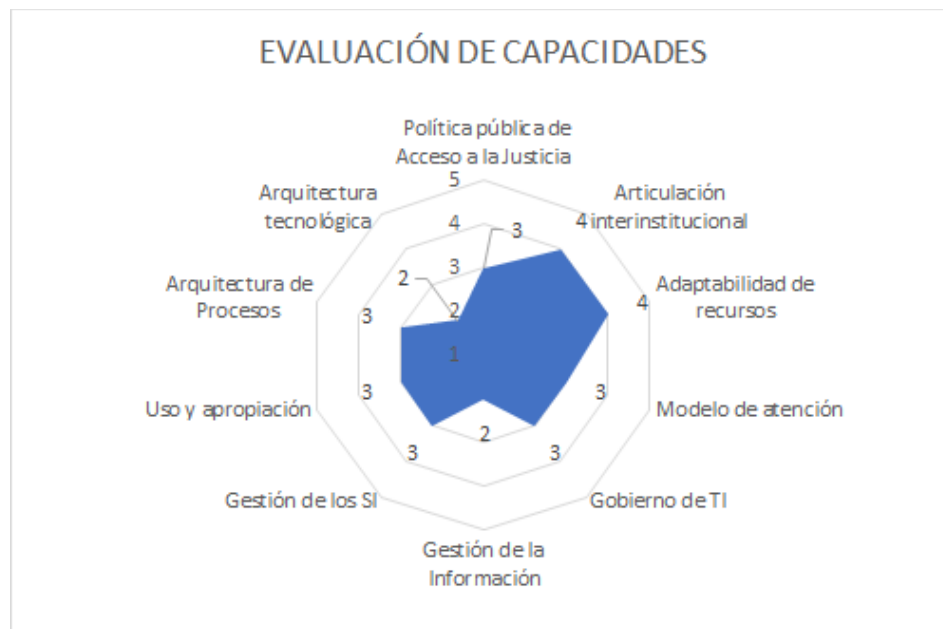 EVALUACIÓN DE CAPACIDADES
Política pública de
Acceso a la Justicia
5
Arquitectura
tecnológica
Articulación
interinstitucional
4
4
3
3
2
2
1
Arquitectura de
Procesos
3
Adaptabilidad de
recursos
4
Uso y apropiación
3
Modelo de atención
3
Gestión de los SI
3
Gobierno de TI
3
2
Gestión de la
Información